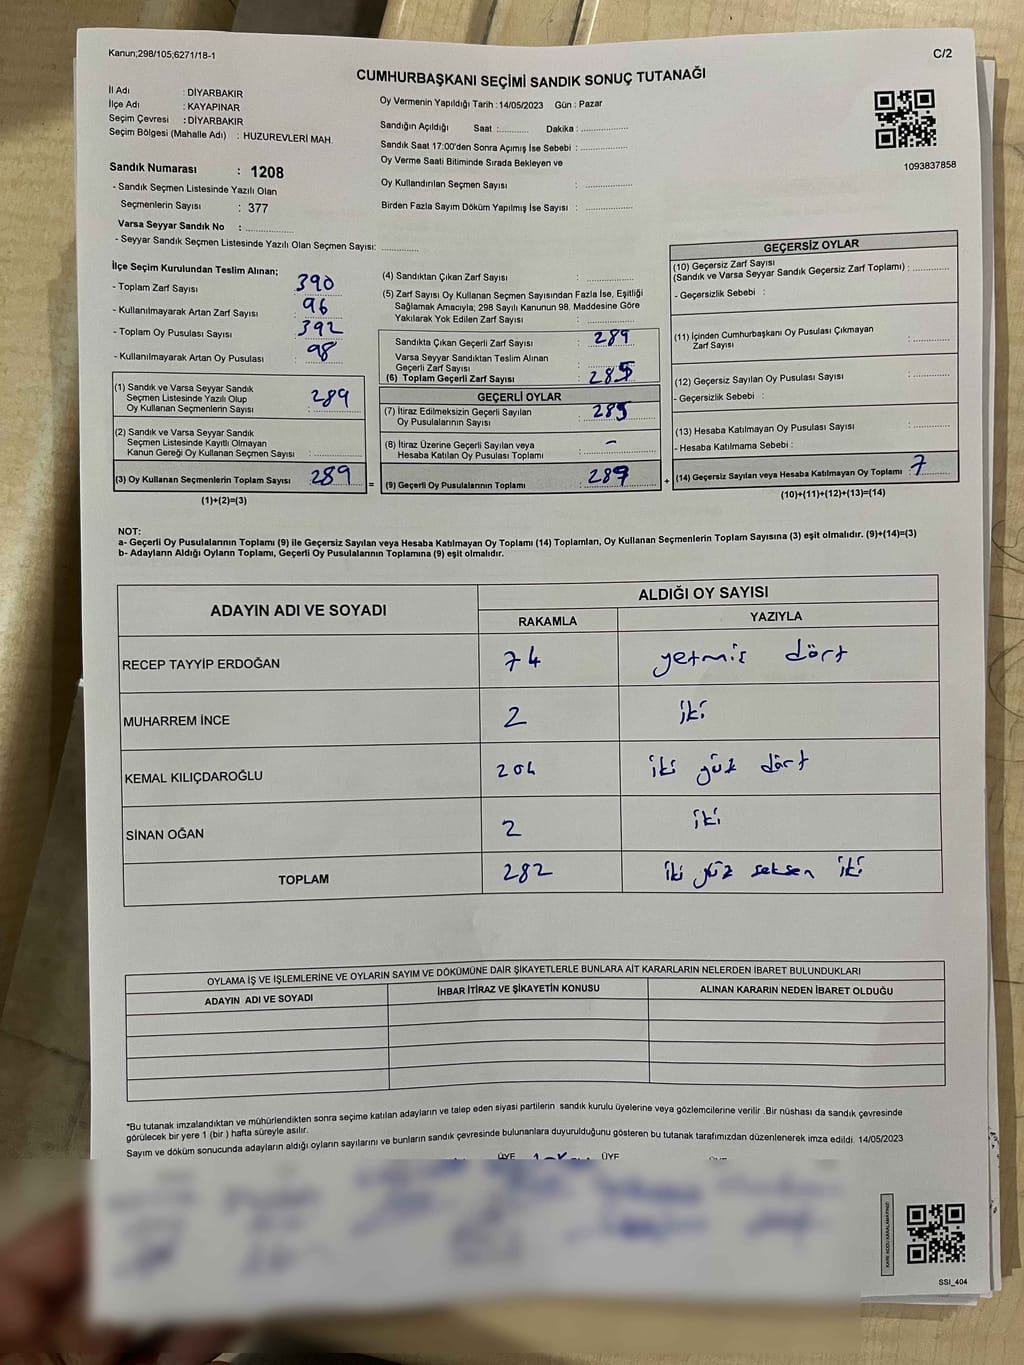 Kanun;298/105;6271/18-1
C/2
CUMHURBAŞKANI SEÇİMİ SANDIK SONUÇ TUTANAĞI
İl Adı : DİYARBAKIR
İlçe Adı : KAYAPINAR
Seçim Çevresi : DİYARBAKIR
Seçim Bölgesi (Mahalle Adı) : HUZUREVLERİ MAH.
Oy Vermenin Yapıldığı Tarih : 14/05/2023 Gün : Pazar
Sandığın Açıldığı Saat :........... Dakika : ..................
Sandık Saat 17:00'den Sonra Açımış İse Sebebi : ..................
Oy Verme Saati Bitiminde Sırada Bekleyen ve
Oy Kullandırılan Seçmen Sayısı : ..................
Birden Fazla Sayım Döküm Yapılmış İse Sayısı : ..................
1093837858
Sandık Numarası : 1208
- Sandık Seçmen Listesinde Yazılı Olan
Seçmenlerin Sayısı : 377
Varsa Seyyar Sandık No : ..................
- Seyyar Sandık Seçmen Listesinde Yazılı Olan Seçmen Sayısı: ..............
İlçe Seçim Kurulundan Teslim Alınan;
- Toplam Zarf Sayısı : 390
- Kullanılmayarak Artan Zarf Sayısı : 96
- Toplam Oy Pusulası Sayısı : 392
- Kullanılmayarak Artan Oy Pusulası : 98
(1) Sandık ve Varsa Seyyar Sandık
Seçmen Listesinde Yazılı Olup
Oy Kullanan Seçmenlerin Sayısı : 289
(2) Sandık ve Varsa Seyyar Sandık
Seçmen Listesinde Kayıtlı Olmayan
Kanun Gereği Oy Kullanan Seçmen Sayısı : ..................
(3) Oy Kullanan Seçmenlerin Toplam Sayısı : 289
(1)+(2)=(3)
(4) Sandıktan Çıkan Zarf Sayısı : ..................
(5) Zarf Sayısı Oy Kullanan Seçmen Sayısından Fazla İse, Eşitliği
Sağlamak Amacıyla; 298 Sayılı Kanunun 98. Maddesine Göre
Yakılarak Yok Edilen Zarf Sayısı : ..................
Sandıkta Çıkan Geçerli Zarf Sayısı : 289
Varsa Seyyar Sandıktan Teslim Alınan
Geçerli Zarf Sayısı : ..................
(6) Toplam Geçerli Zarf Sayısı :
GEÇERLİ OYLAR
(7) İtiraz Edilmeksizin Geçerli Sayılan
Oy Pusulalarının Sayısı :
(8) İtiraz Üzerine Geçerli Sayılan veya
Hesaba Katılan Oy Pusulası Toplamı : -
= (9) Geçerli Oy Pusulalarının Toplamı :
GEÇERSİZ OYLAR
(10) Geçersiz Zarf Sayısı
(Sandık ve Varsa Seyyar Sandık Geçersiz Zarf Toplamı) : ..............
- Geçersizlik Sebebi :
(11) İçinden Cumhurbaşkanı Oy Pusulası Çıkmayan
Zarf Sayısı : ..............
(12) Geçersiz Sayılan Oy Pusulası Sayısı : ..............
- Geçersizlik Sebebi :
(13) Hesaba Katılmayan Oy Pusulası Sayısı : ..............
- Hesaba Katılmama Sebebi :
+ (14) Geçersiz Sayılan veya Hesaba Katılmayan Oy Toplamı : 7
(10)+(11)+(12)+(13)=(14)
NOT:
a- Geçerli Oy Pusulalarının Toplamı (9) ile Geçersiz Sayılan veya Hesaba Katılmayan Oy Toplamı (14) Toplamları, Oy Kullanan Seçmenlerin Toplam Sayısına (3) eşit olmalıdır. (9)+(14)=(3)
b- Adayların Aldığı Oyların Toplamı, Geçerli Oy Pusulalarının Toplamına (9) eşit olmalıdır.
ADAYIN ADI VE SOYADI ALDIĞI OY SAYISI
RAKAMLA YAZIYLA
RECEP TAYYİP ERDOĞAN 74 yetmiş dört
MUHARREM İNCE 2 iki
KEMAL KILIÇDAROĞLU 204 iki yüz dört
SİNAN OĞAN 2 iki
TOPLAM 282 iki yüz seksen iki
OYLAMA İŞ VE İŞLEMLERİNE VE OYLARIN SAYIM VE DÖKÜMÜNE DAİR ŞİKAYETLERLE BUNLARA AİT KARARLARIN NELERDEN İBARET BULUNDUKLARI
ADAYIN ADI VE SOYADI İHBAR İTİRAZ VE ŞİKAYETİN KONUSU ALINAN KARARIN NEDEN İBARET OLDUĞU
*Bu tutanak imzalandıktan ve mühürlendikten sonra seçime katılan adayların ve talep eden siyasi partilerin sandık kurulu üyelerine veya gözlemcilerine verilir .Bir nüshası da sandık çevresinde
görülecek bir yere 1 (bir ) hafta süreyle asılır.
Sayım ve döküm sonucunda adayların aldığı oyların sayılarını ve bunların sandık çevresinde bulunanlara duyurulduğunu gösteren bu tutanak tarafımızdan düzenlenerek imza edildi. 14/05/2023
ÜYE ÜYE
KARE KODU KARALAMAYINIZ!
SSI_404